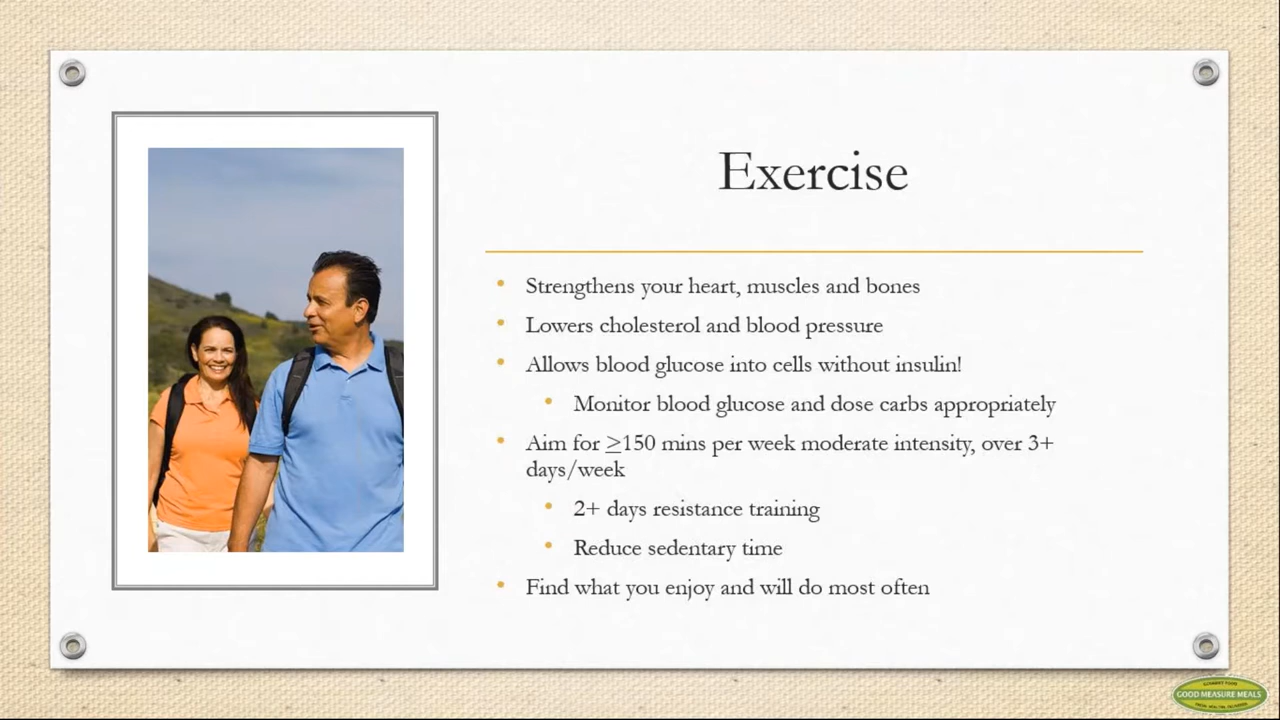 Exercise
Strengthens your heart, muscles and bones
Lowers cholesterol and blood pressure
Allows blood glucose into cells without insulin!
Monitor blood glucose and dose carbs appropriately
Aim for ≥150 mins per week moderate intensity, over 3+
days/week
2+ days resistance training
Reduce sedentary time
Find what you enjoy and will do most often
GOURMET FOOD
GOOD MEASURE MEALS